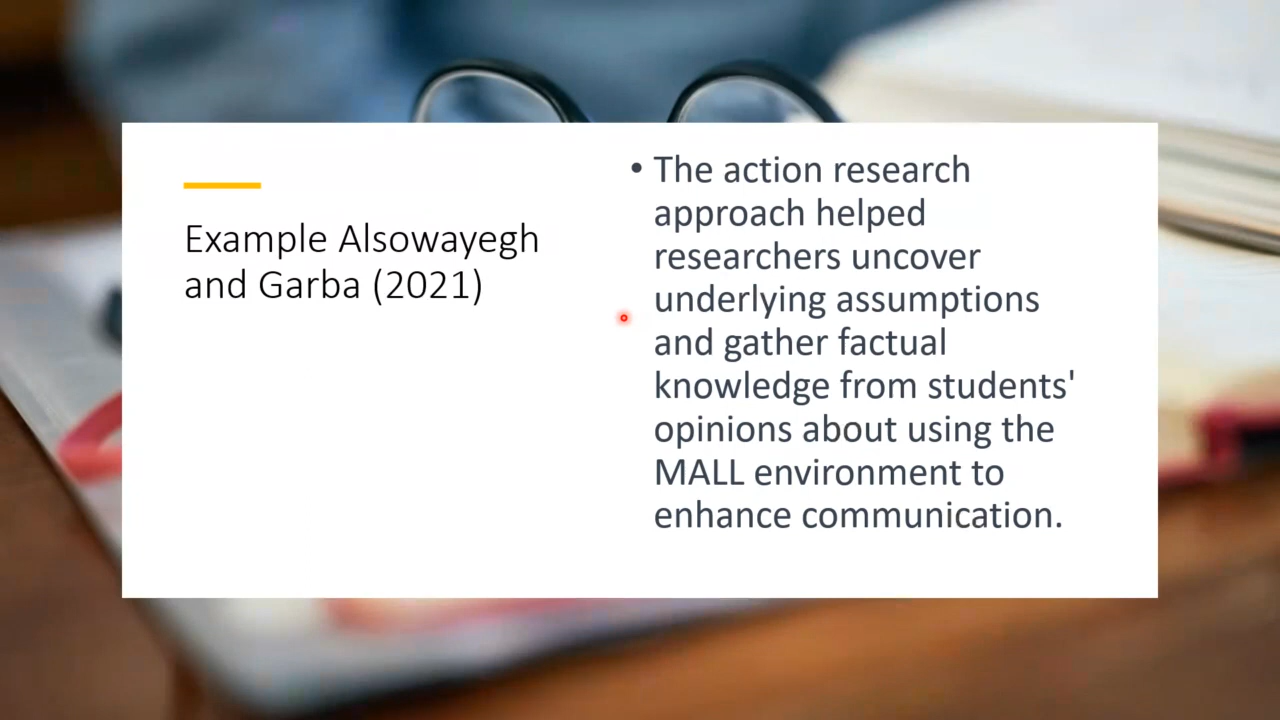 Example Alsowayegh
and Garba (2021)
• The action research
approach helped
researchers uncover
underlying assumptions
and gather factual
knowledge from students'
opinions about using the
MALL environment to
enhance communication.